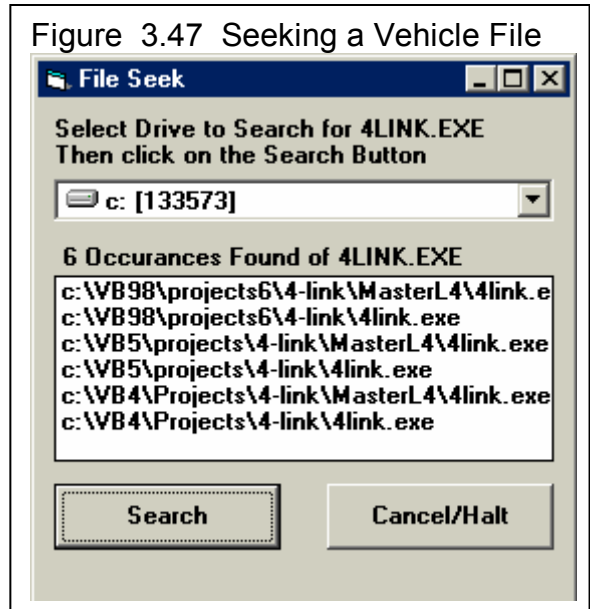 Figure 3.47 Seeking a Vehicle File
File Seek
Select Drive to Search for 4LINK.EXE
Then click on the Search Button
c: [133573]
6 Occurances Found of 4LINK.EXE
c:\VB98\projects6\4-link\MasterL4\4link.e
c:\VB98\projects6\4-link\4link.exe
c:\VB5\projects\4-link\MasterL4\4link.exe
c:\VB5\projects\4-link\4link.exe
c:\VB4\Projects\4-link\MasterL4\4link.exe
c:\VB4\Projects\4-link\4link.exe
Search
Cancel/Halt